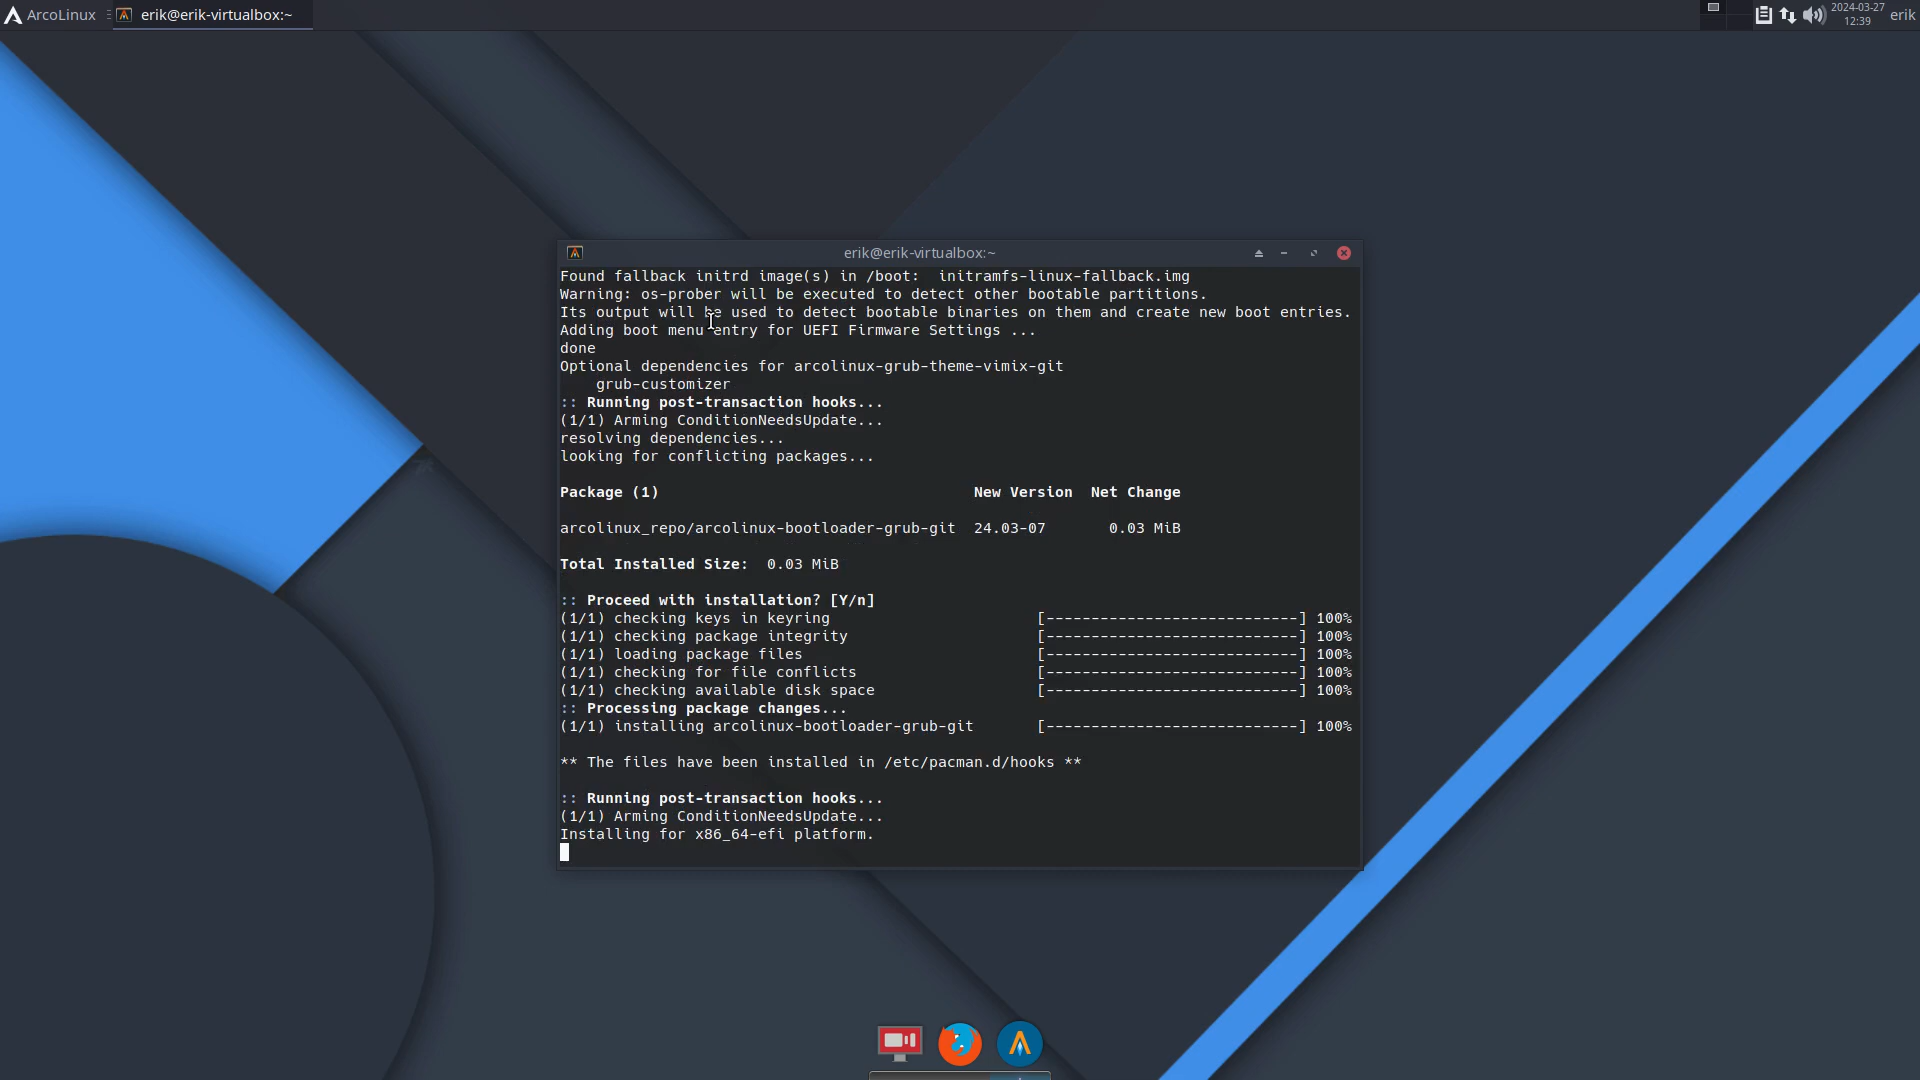 ArcoLinux
erik@erik-virtualbox:~
2024-03-27
12:39
erik
erik@erik-virtualbox:~
Found fallback initrd image(s) in /boot:  initramfs-linux-fallback.img
Warning: os-prober will be executed to detect other bootable partitions.
Its output will be used to detect bootable binaries on them and create new boot entries.
Adding boot menu entry for UEFI Firmware Settings ...
done
Optional dependencies for arcolinux-grub-theme-vimix-git
    grub-customizer
:: Running post-transaction hooks...
(1/1) Arming ConditionNeedsUpdate...
resolving dependencies...
looking for conflicting packages...
Package (1)                                   New Version  Net Change
arcolinux_repo/arcolinux-bootloader-grub-git  24.03-07       0.03 MiB
Total Installed Size:  0.03 MiB
:: Proceed with installation? [Y/n]
(1/1) checking keys in keyring                       [----------------------------] 100%
(1/1) checking package integrity                     [----------------------------] 100%
(1/1) loading package files                          [----------------------------] 100%
(1/1) checking for file conflicts                    [----------------------------] 100%
(1/1) checking available disk space                  [----------------------------] 100%
:: Processing package changes...
(1/1) installing arcolinux-bootloader-grub-git       [----------------------------] 100%
** The files have been installed in /etc/pacman.d/hooks **
:: Running post-transaction hooks...
(1/1) Arming ConditionNeedsUpdate...
Installing for x86_64-efi platform.